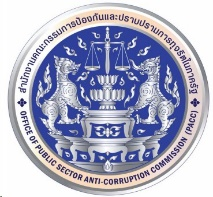 สำนักงานคณะกรรมการป้องกันและปราบปรามการทุจริตในภาครัฐ
OFFICE OF PUBLIC SECTOR ANTI-CORRUPTION COMMISSION (PACC)